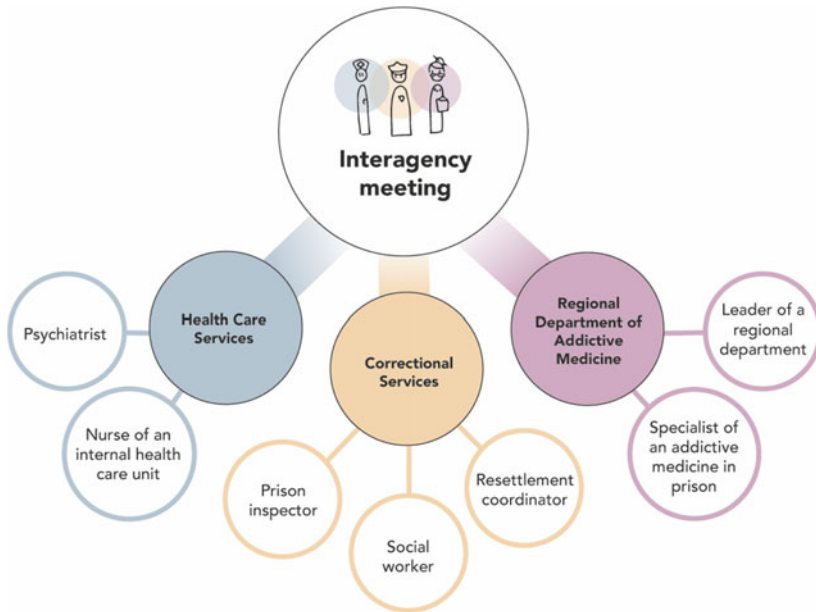 Interagency
meeting
Health Care
Services
Psychiatrist
Nurse of an
internal health
care unit
Correctional
Services
Prison
inspector
Social
worker
Resettlement
coordinator
Regional
Department of
Addictive
Medicine
Leader of a
regional
department
Specialist of
an addictive
medicine in
prison